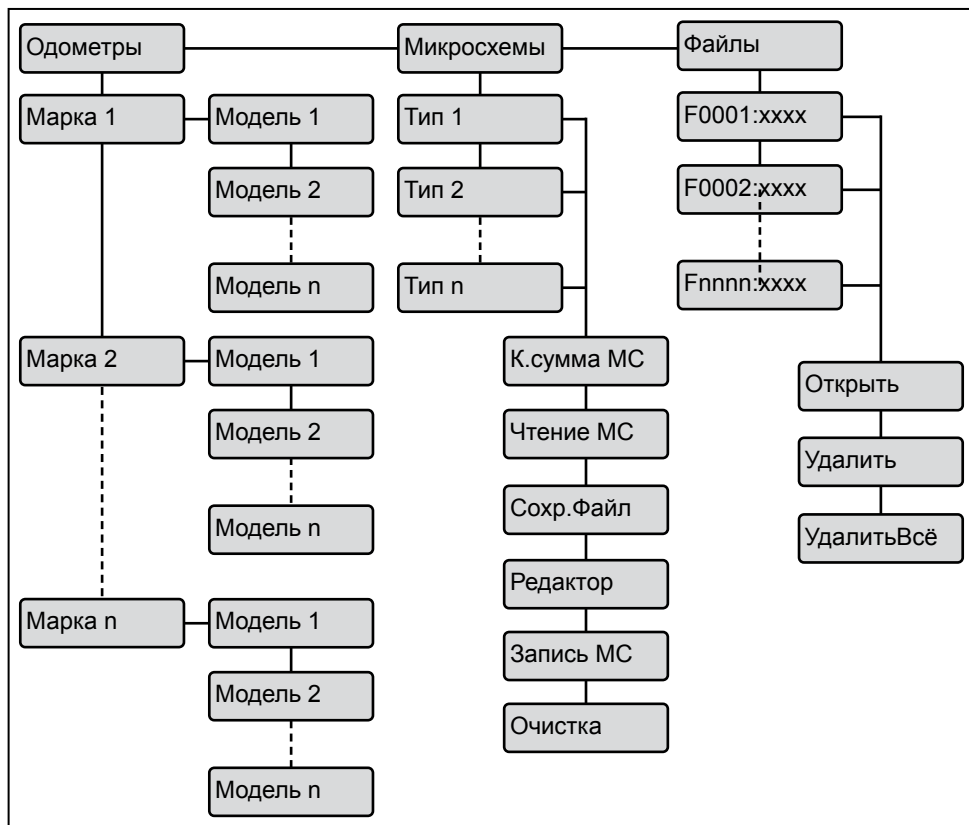 Одометры
Микросхемы
Файлы
Марка 1
Модель 1
Тип 1
F0001:xxxx
Модель 2
Тип 2
F0002:xxxx
Модель n
Тип n
Fnnnn:xxxx
Марка 2
Модель 1
К.сумма МС
Открыть
Модель 2
Чтение МС
Удалить
Модель n
Сохр.Файл
УдалитьВсё
Редактор
Марка n
Модель 1
Запись МС
Модель 2
Очистка
Модель n